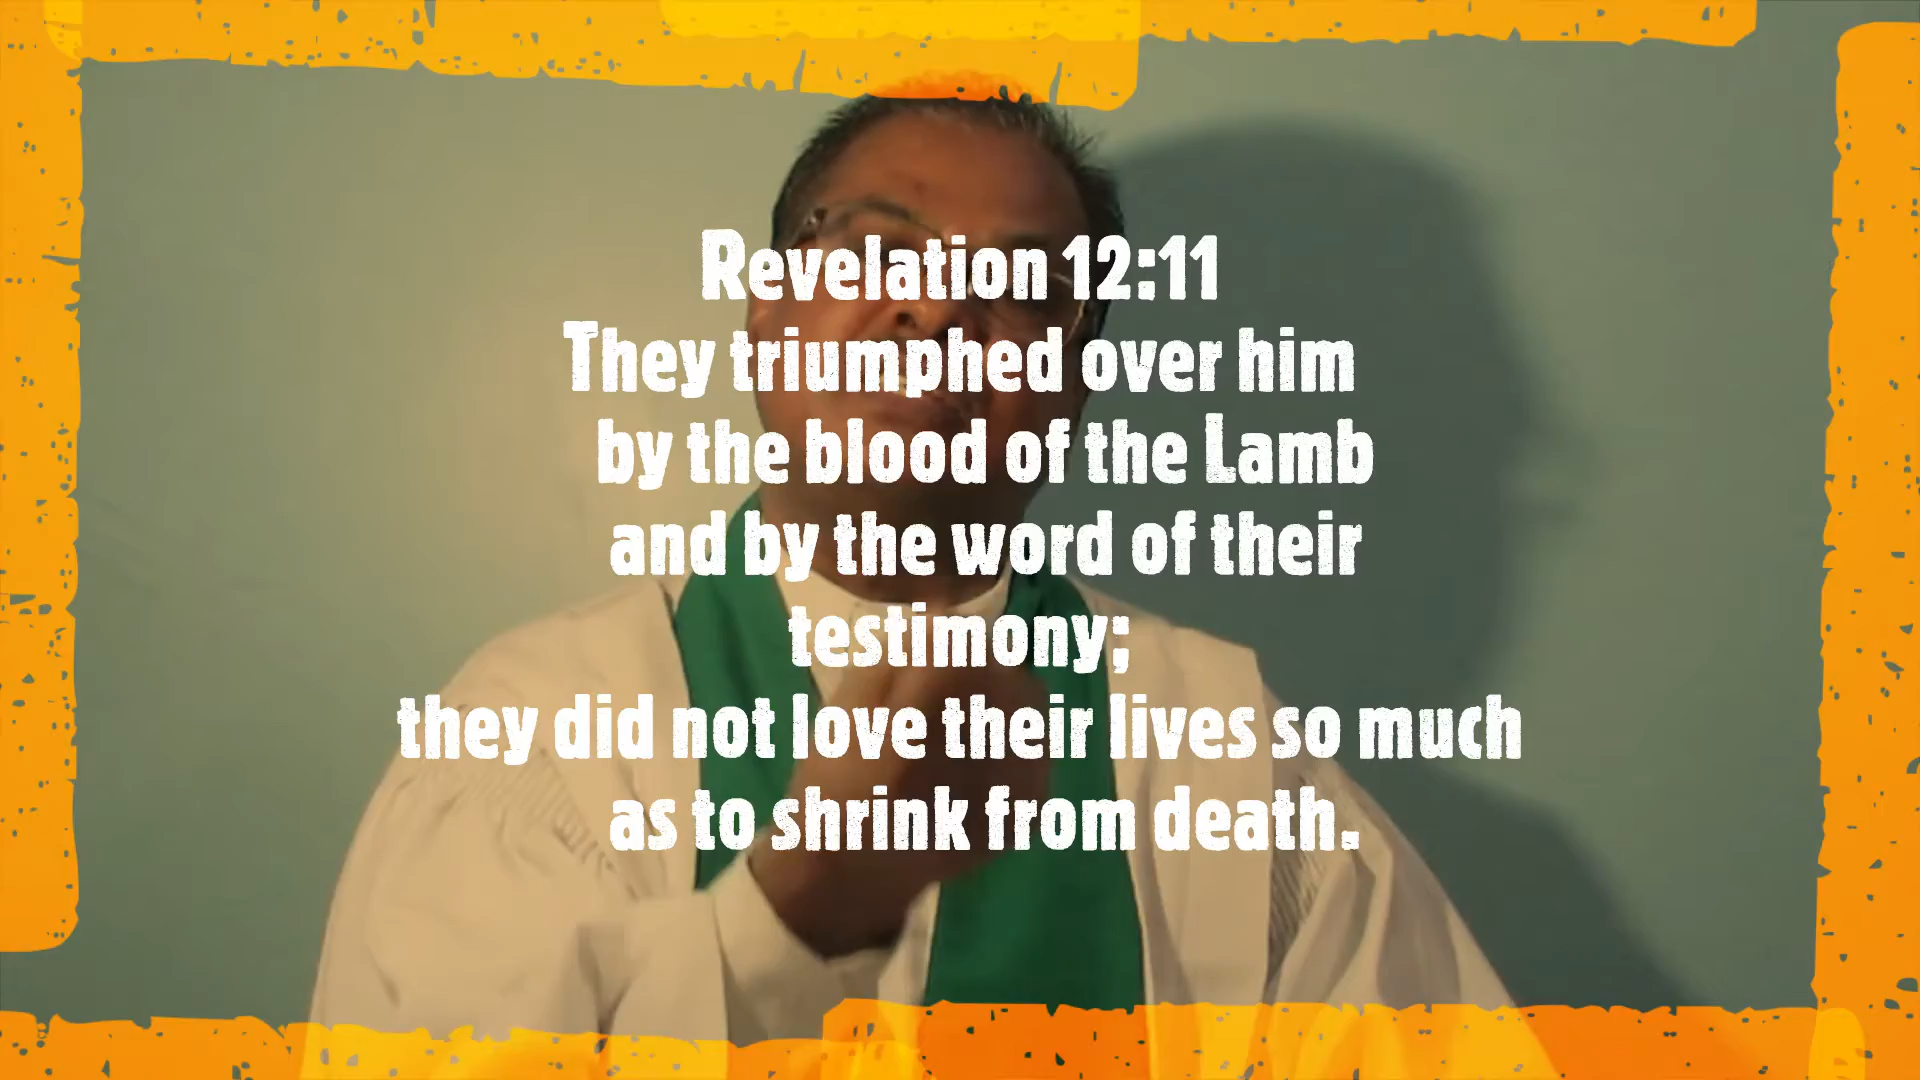 Revelation 12:11
They triumphed over him
by the blood of the Lamb
and by the word of their
testimony;
they did not love their lives so much
as to shrink from death.